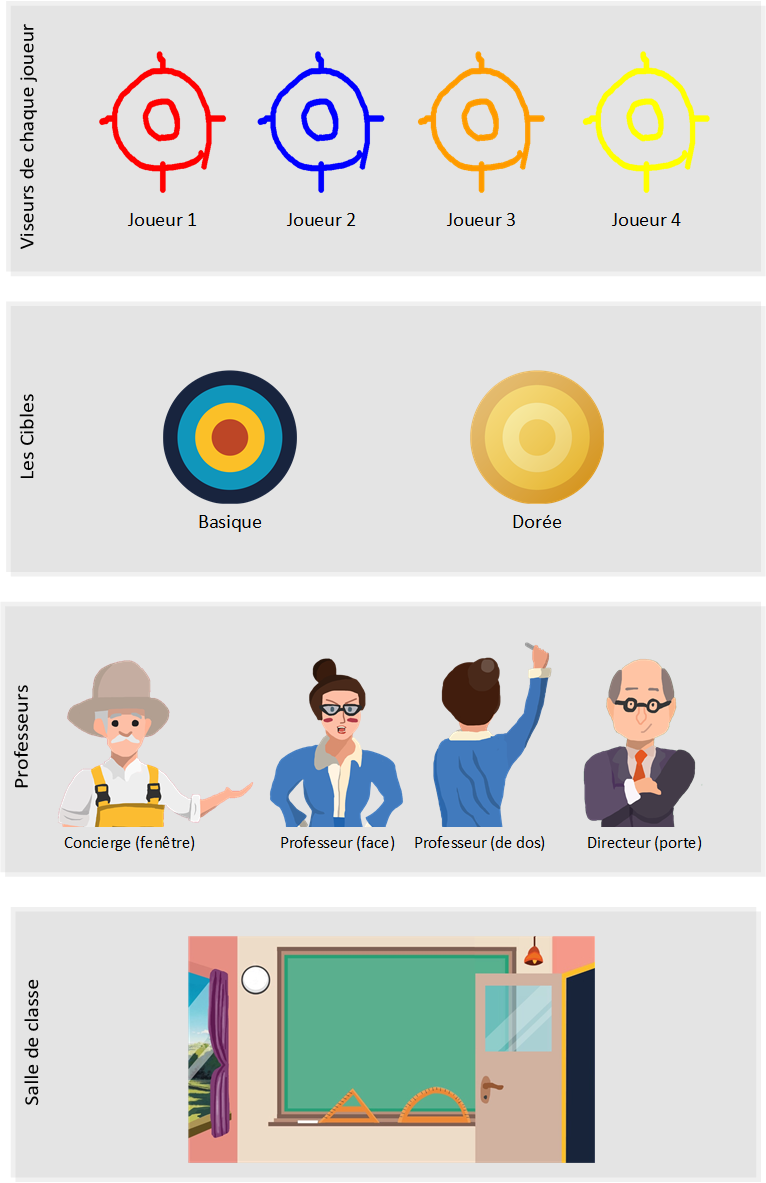 Viseurs de chaque joueur
Joueur 1
Joueur 2
Joueur 3
Joueur 4
Les Cibles
Basique
Dorée
Professeurs
Concierge (fenêtre)
Professeur (face)
Professeur (de dos)
Directeur (porte)
Salle de classe